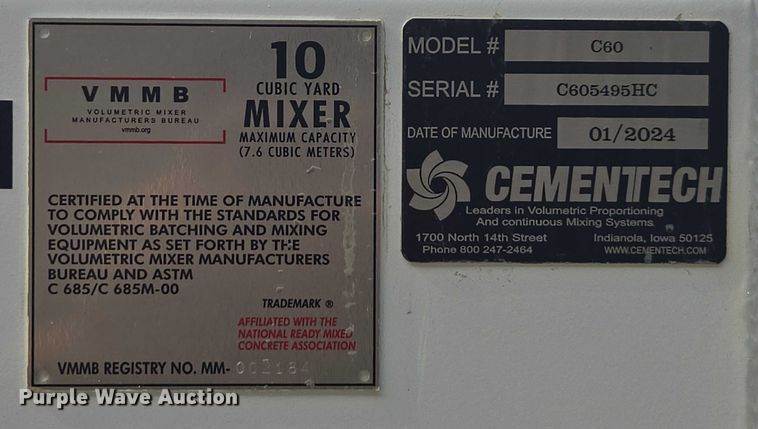 VMMB
VOLUMETRIC MIXER
MANUFACTURERS BUREAU
vmmb.org
10
CUBIC YARD
MIXER
MAXIMUM CAPACITY
(7.6 CUBIC METERS)
CERTIFIED AT THE TIME OF MANUFACTURE
TO COMPLY WITH THE STANDARDS FOR
VOLUMETRIC BATCHING AND MIXING
EQUIPMENT AS SET FORTH BY THE
VOLUMETRIC MIXER MANUFACTURERS
BUREAU AND ASTM
C 685/C 685M-00
TRADEMARK ®
AFFILIATED WITH THE
NATIONAL READY MIXED
CONCRETE ASSOCIATION
VMMB REGISTRY NO. MM-002184
MODEL # C60
SERIAL # C605495HC
DATE OF MANUFACTURE 01/2024
CEMENTECH
Leaders in Volumetric Proportioning
And continuous Mixing Systems
1700 North 14th Street Indianola, Iowa 50125
Phone 800 247-2464 WWW.CEMENTECH.COM
Purple Wave Auction